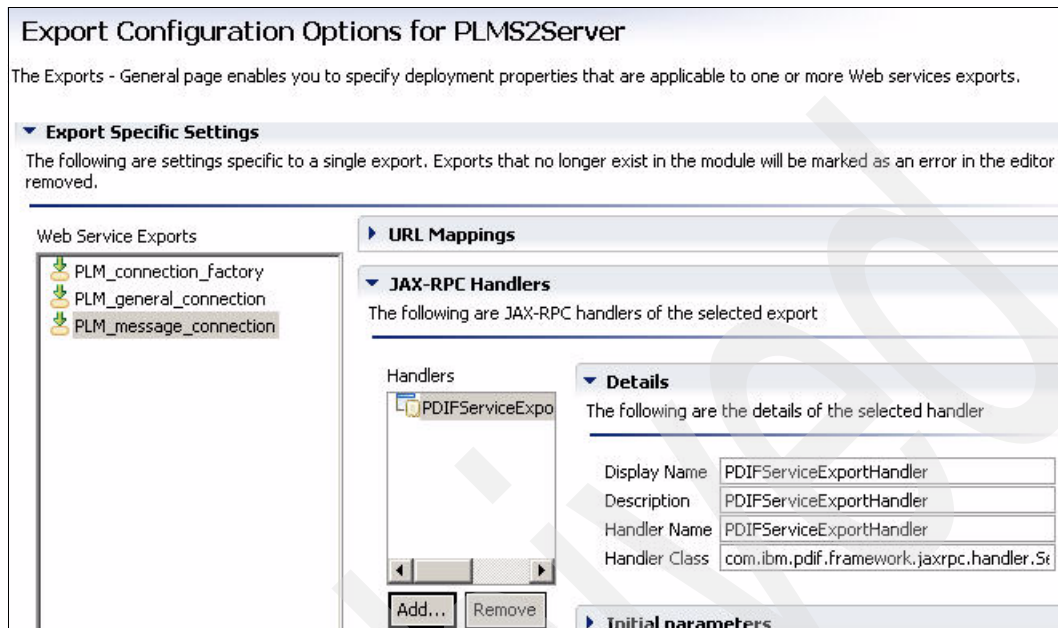 Export Configuration Options for PLMS2Server
The Exports - General page enables you to specify deployment properties that are applicable to one or more Web services exports.
Export Specific Settings
The following are settings specific to a single export. Exports that no longer exist in the module will be marked as an error in the editor
removed.
Web Service Exports
PLM_connection_factory
PLM_general_connection
PLM_message_connection
URL Mappings
JAX-RPC Handlers
The following are JAX-RPC handlers of the selected export
Handlers
PDIFServiceExpo
Add... Remove
Details
The following are the details of the selected handler
Display Name PDIFServiceExportHandler
Description PDIFServiceExportHandler
Handler Name PDIFServiceExportHandler
Handler Class com.ibm.pdif.framework.jaxrpc.handler.Se
Initial parameters